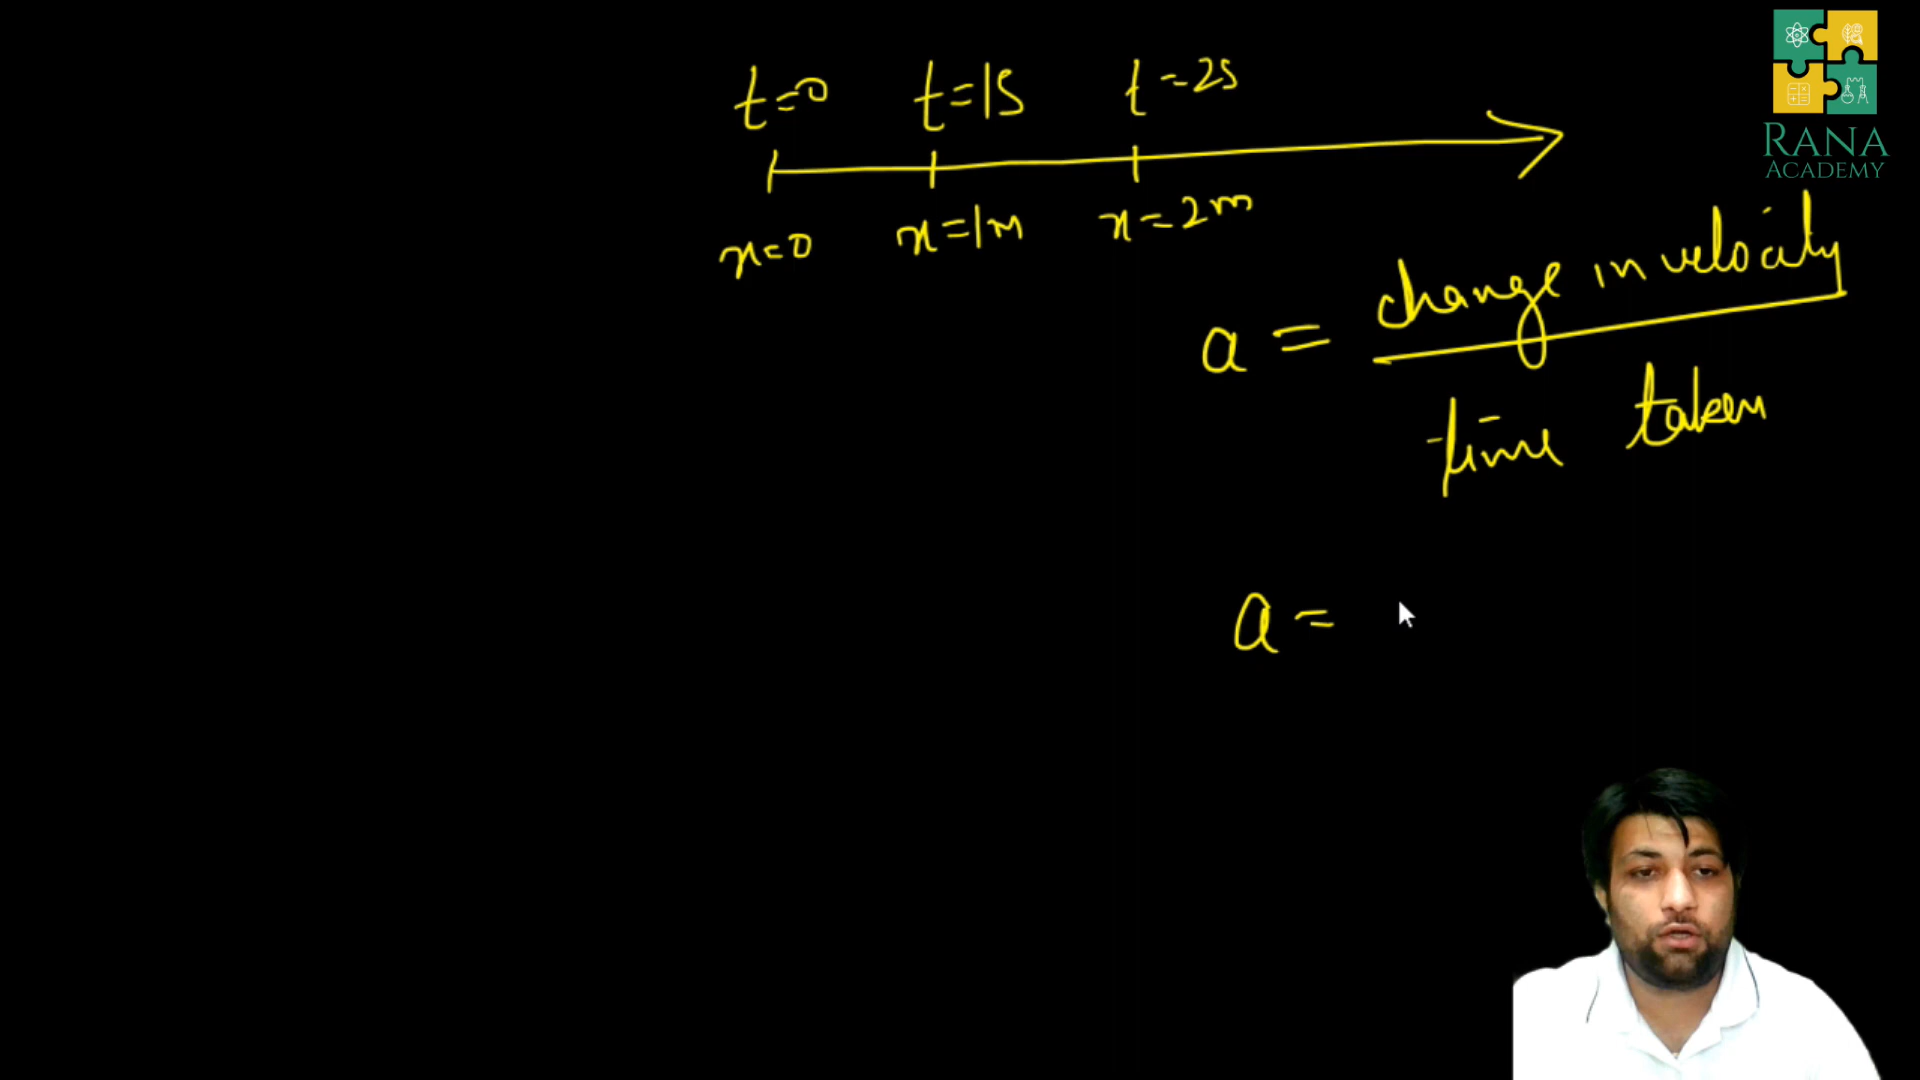 t=0 t=1s t=2s
x=0 x=1m x=2m
RANA
ACADEMY
a = change in velocity
time taken
a =